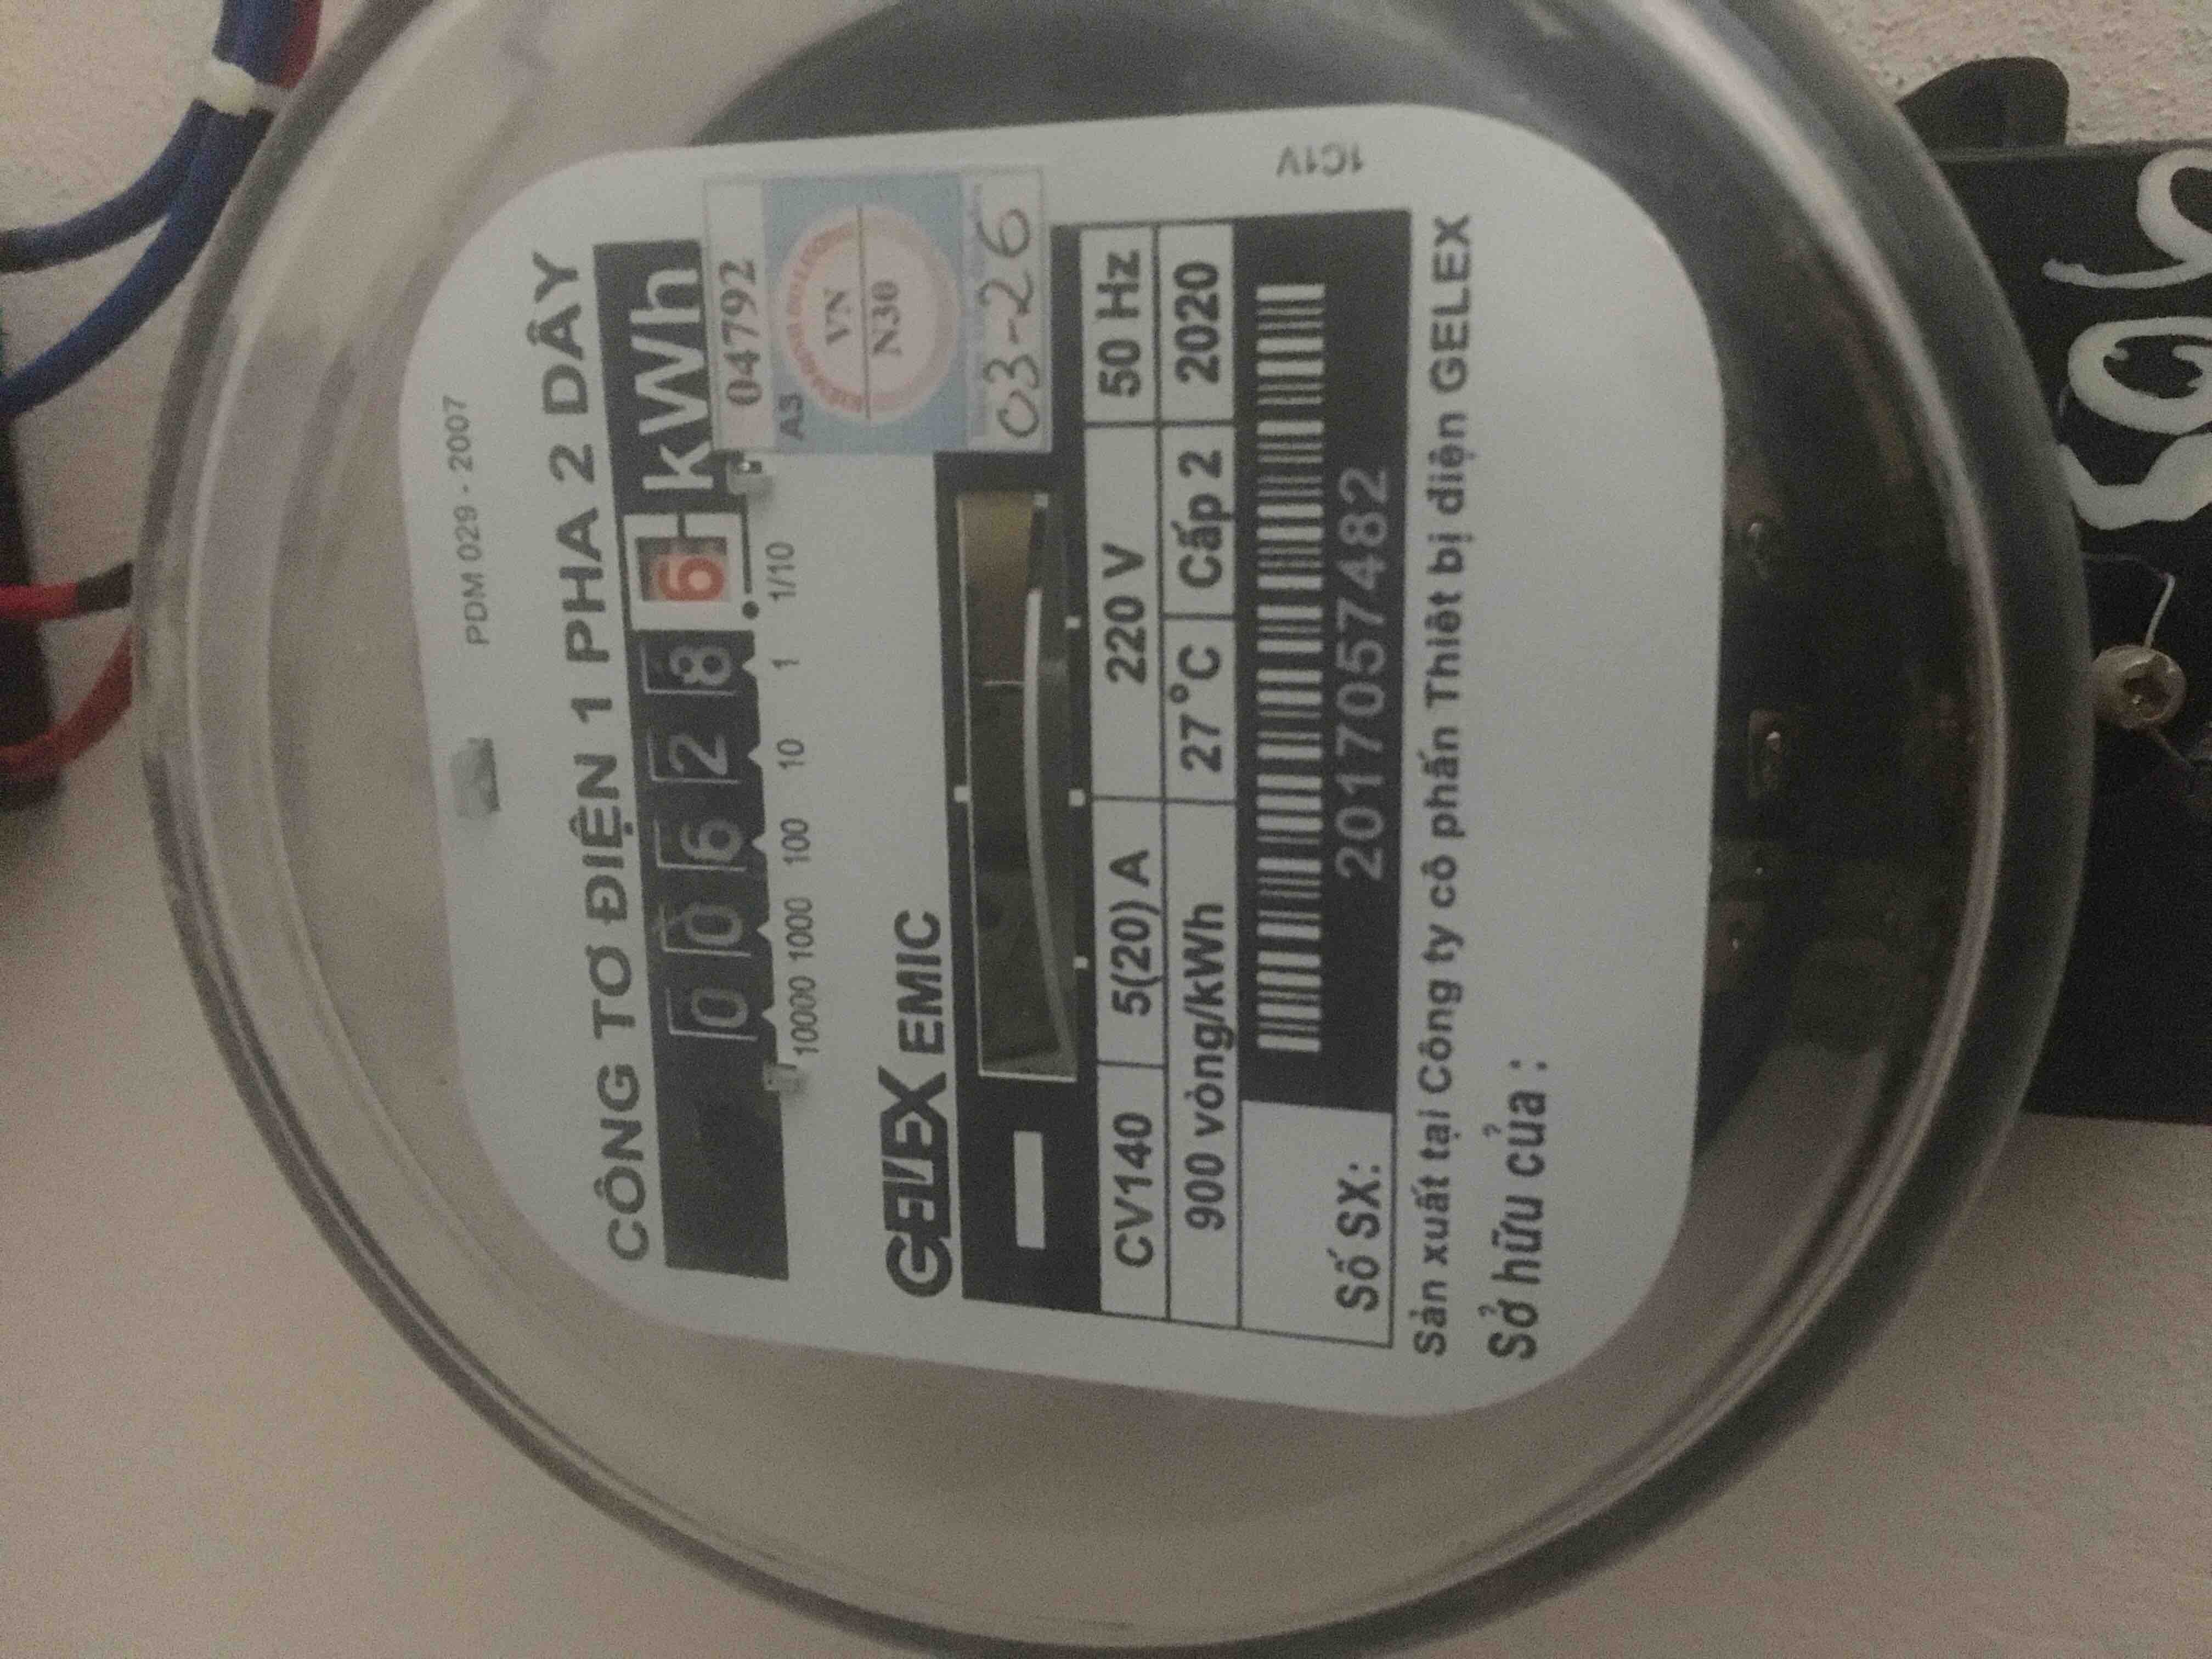 PDM 029 - 2007
CÔNG TƠ ĐIỆN 1 PHA 2 DÂY
0 0 6 2 8 6 kWh
10000 1000 100 10 1 1/10
04792
A3
VN
N30
03-26
GELEX EMIC
CV140 5(20) A 220 V 50 Hz
900 vòng/kWh 27°C Cấp 2 2020
Số SX: 2017057482
Sản xuất tại Công ty cổ phần Thiết bị điện GELEX
Sở hữu của :
1C1V
506